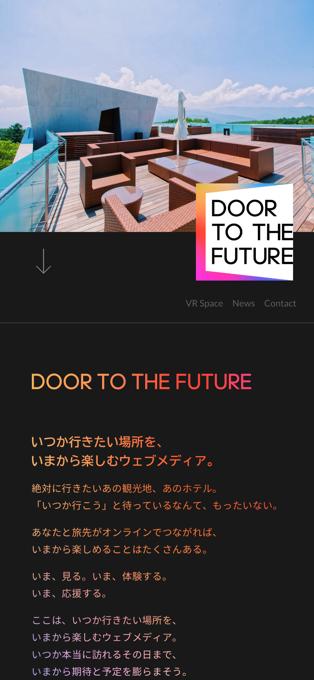 DOOR
TO THE
FUTURE
VR Space News Contact
DOOR TO THE FUTURE
いつか行きたい場所を、
いまから楽しむウェブメディア。
絶対に行きたいあの観光地、あのホテル。
「いつか行こう」と待っているなんて、もったいない。
あなたと旅先がオンラインでつながれば、
いまから楽しめることはたくさんある。
いま、見る。いま、体験する。
いま、応援する。
ここは、いつか行きたい場所を、
いまから楽しむウェブメディア。
いつか本当に訪れるその日まで、
いまから期待と予定を膨らまそう。